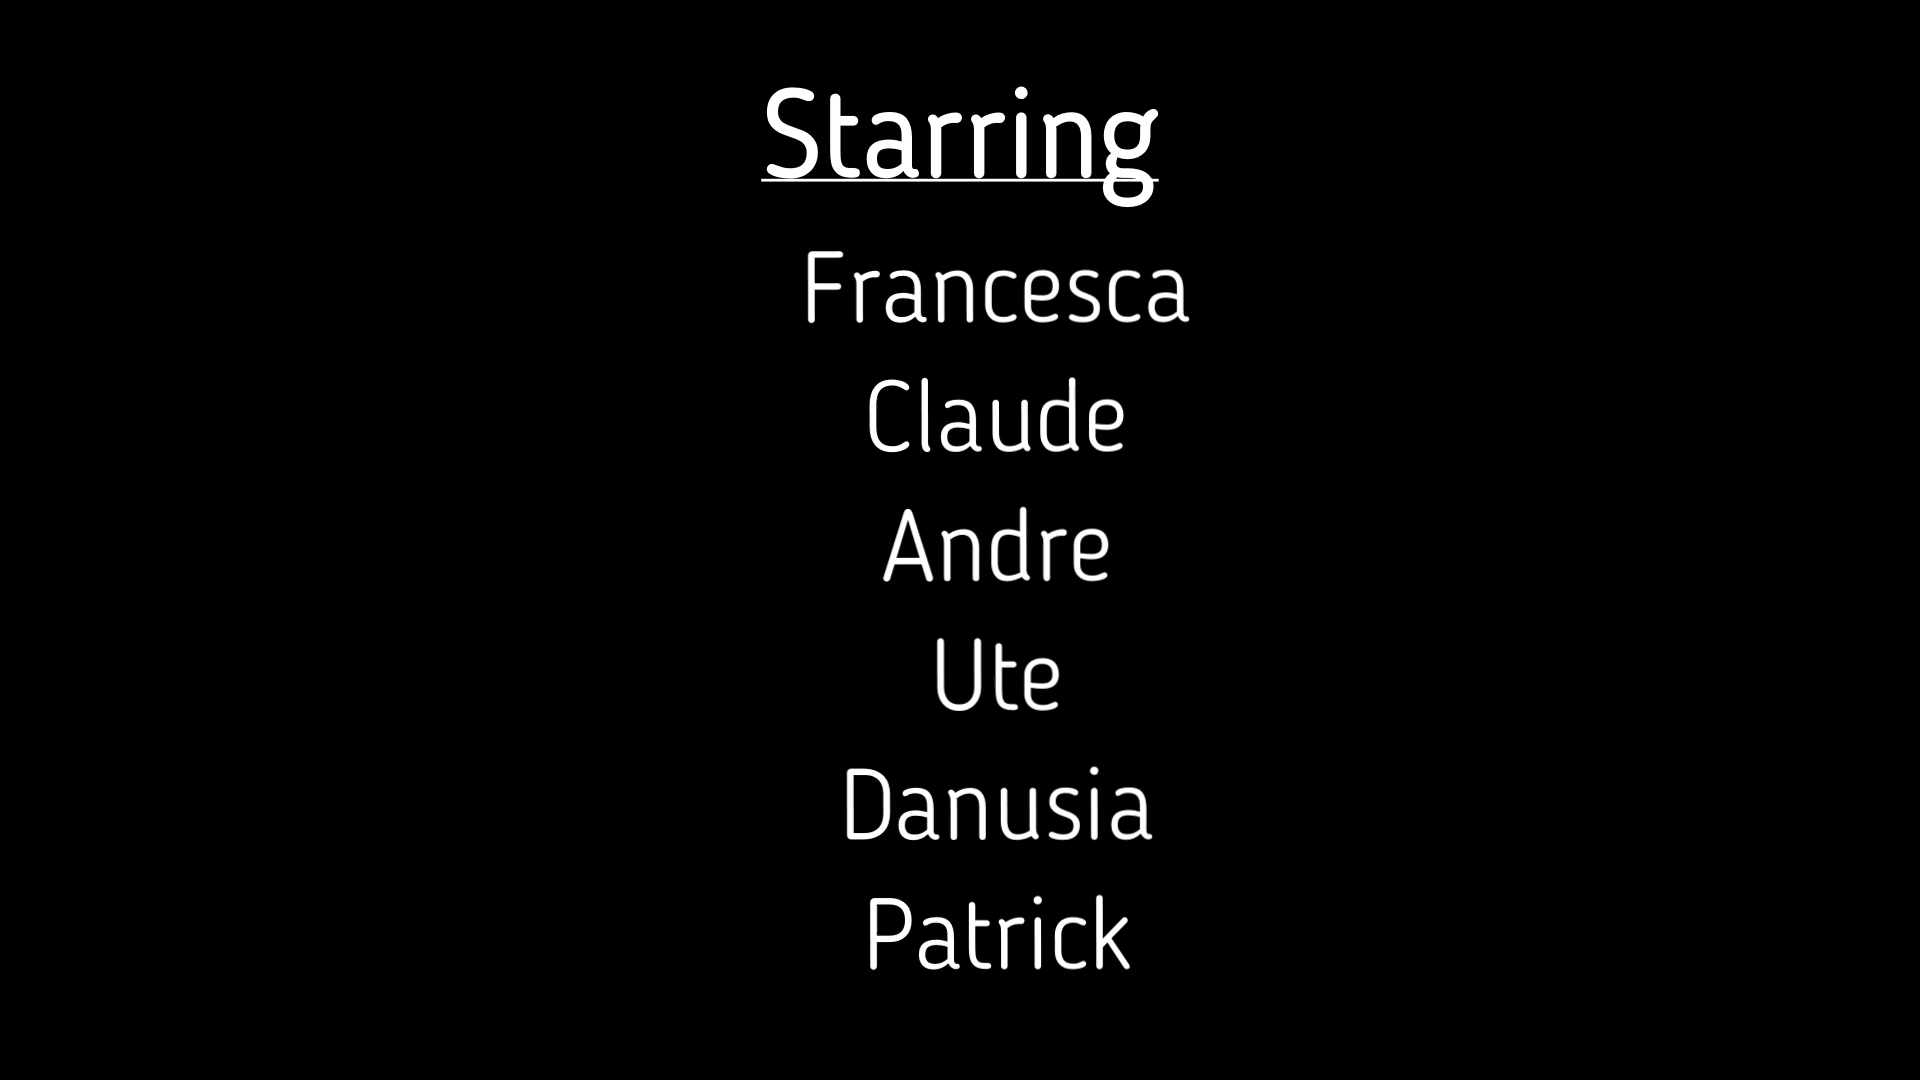 Starring
Francesca
Claude
Andre
Ute
Danusia
Patrick